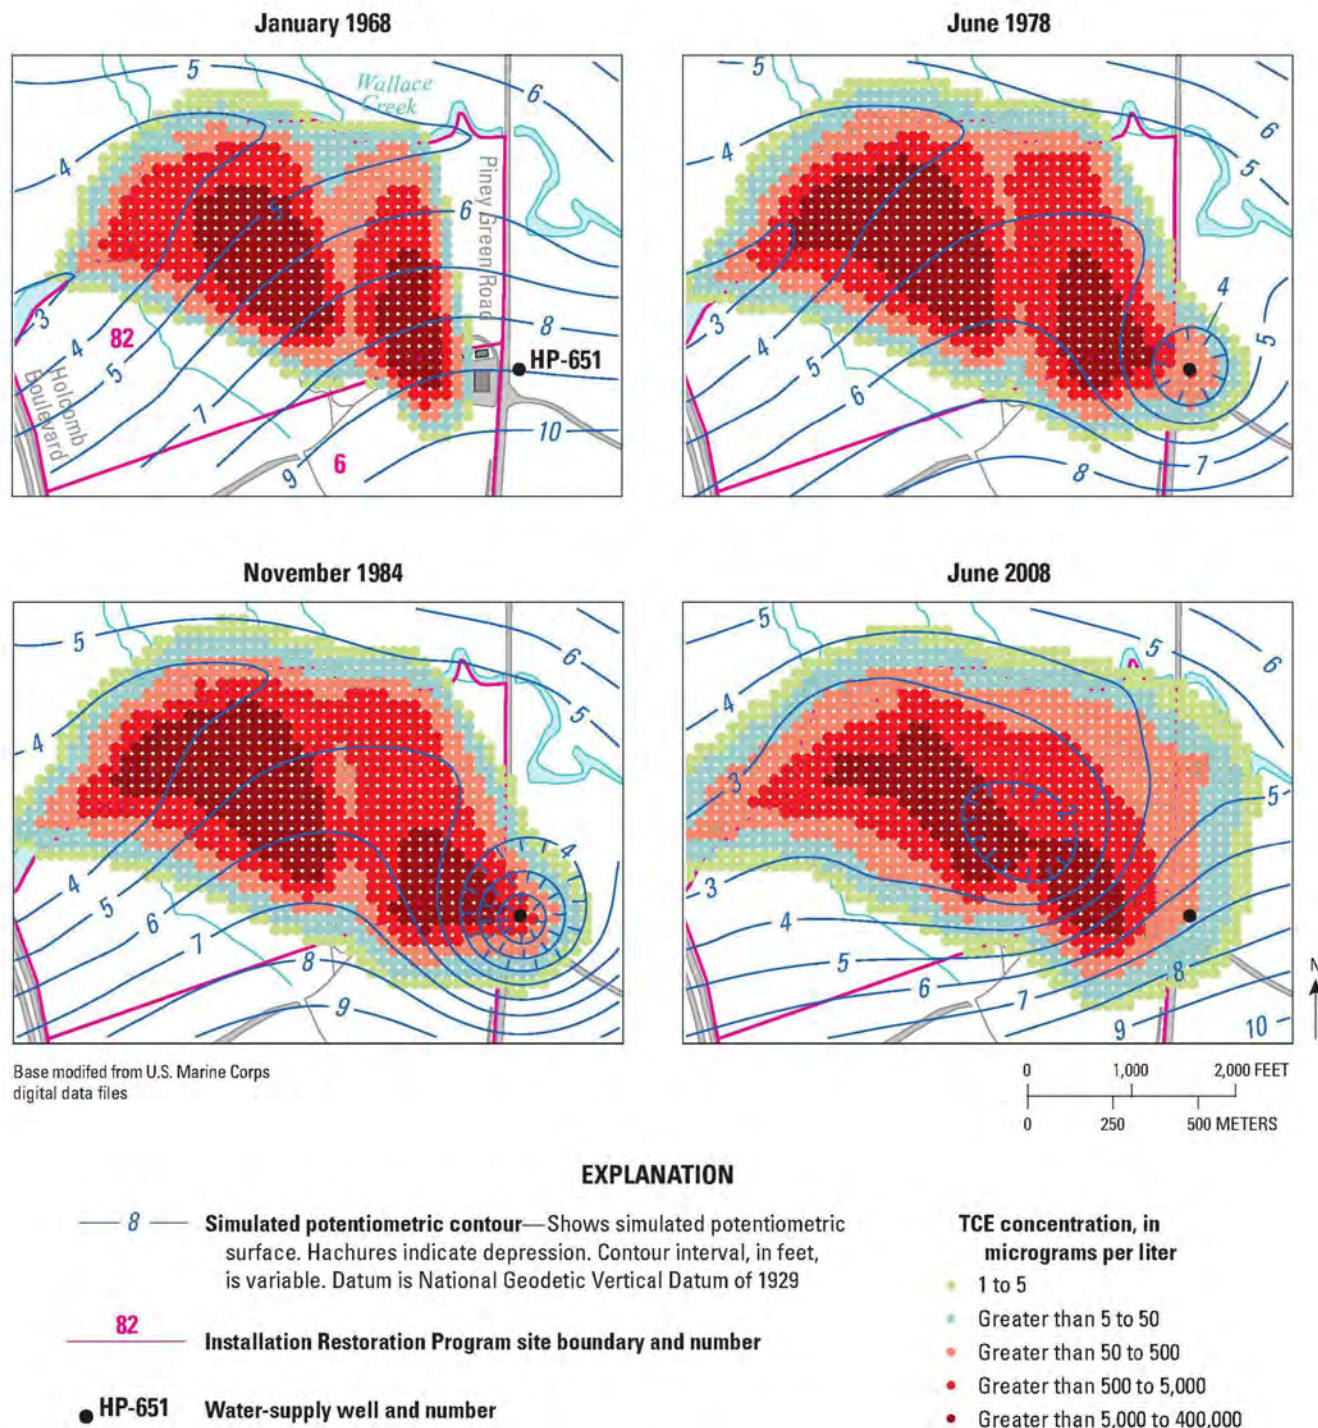 January 1968
5
6
Wallace
Creek
4
5
6
Piney Green Road
7
3
82
4
5
7
8
HP-651
Holcomb
Boulevard
6
9
10
June 1978
5
6
5
4
4
5
3
4
5
6
7
8
November 1984
5
6
5
4
4
4
5
6
7
8
9
June 2008
5
5
6
4
3
2
5
3
4
5
6
7
8
9
10
N
Base modifed from U.S. Marine Corps
digital data files
0 1,000 2,000 FEET
0 250 500 METERS
EXPLANATION
8 Simulated potentiometric contour—Shows simulated potentiometric
surface. Hachures indicate depression. Contour interval, in feet,
is variable. Datum is National Geodetic Vertical Datum of 1929
82
Installation Restoration Program site boundary and number
HP-651 Water-supply well and number
TCE concentration, in
micrograms per liter
1 to 5
Greater than 5 to 50
Greater than 50 to 500
Greater than 500 to 5,000
Greater than 5,000 to 400,000